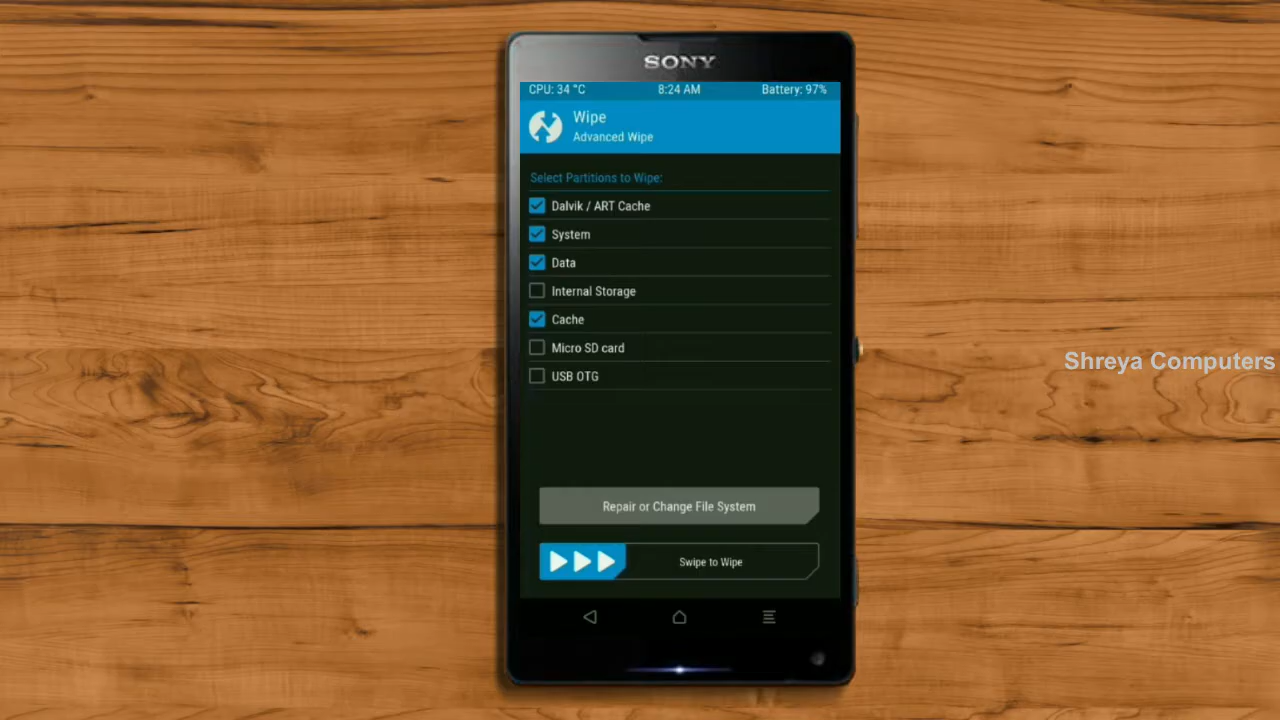 SONY
CPU: 34 °C 8:24 AM Battery: 97%
Wipe
Advanced Wipe
Select Partitions to Wipe:
Dalvik / ART Cache
System
Data
Internal Storage
Cache
Micro SD card
USB OTG
Repair or Change File System
Swipe to Wipe
Shreya Computers